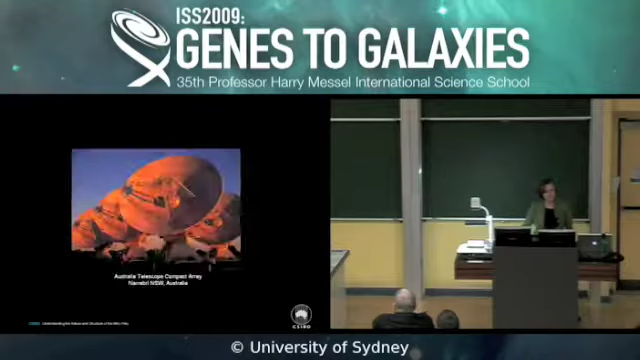 ISS2009:
GENES TO GALAXIES
35th Professor Harry Messel International Science School
Australia Telescope Compact Array
Narrabri NSW, Australia
CSIRO
© University of Sydney